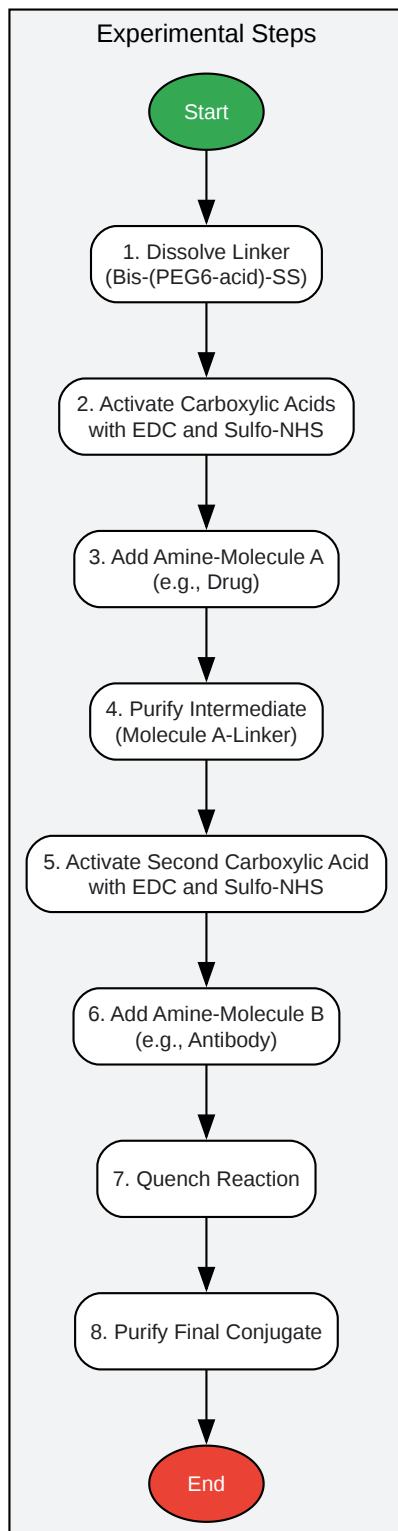 Experimental Steps
Start
1. Dissolve Linker
(Bis-(PEG6-acid)-SS)
2. Activate Carboxylic Acids
with EDC and Sulfo-NHS
3. Add Amine-Molecule A
(e.g., Drug)
4. Purify Intermediate
(Molecule A-Linker)
5. Activate Second Carboxylic Acid
with EDC and Sulfo-NHS
6. Add Amine-Molecule B
(e.g., Antibody)
7. Quench Reaction
8. Purify Final Conjugate
End